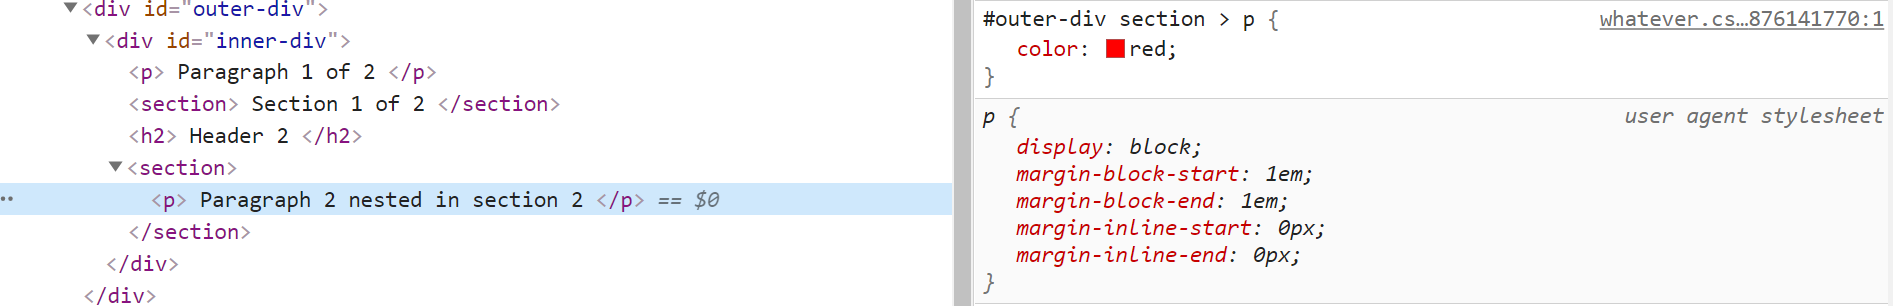 ▼<div id="outer-div">
▼<div id="inner-div">
<p> Paragraph 1 of 2 </p>
<section> Section 1 of 2 </section>
<h2> Header 2 </h2>
▼<section>
<p> Paragraph 2 nested in section 2 </p> == $0
</section>
</div>
</div>
#outer-div section > p {
whatever.cs…876141770:1
color: red;
}
p {
user agent stylesheet
display: block;
margin-block-start: 1em;
margin-block-end: 1em;
margin-inline-start: 0px;
margin-inline-end: 0px;
}